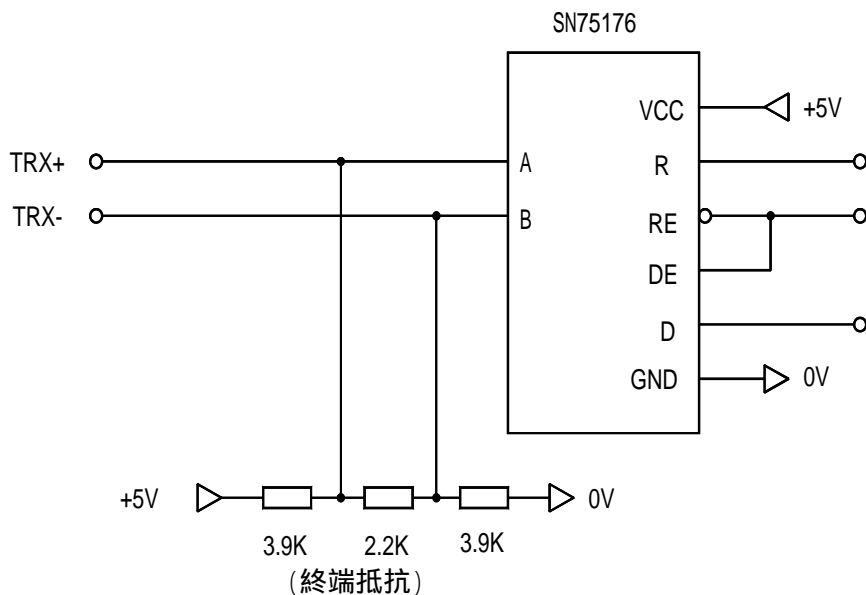 SN75176
VCC
+5V
TRX+
A
R
TRX-
B
RE
DE
D
GND
0V
+5V
0V
3.9K
2.2K
3.9K
(終端抵抗)